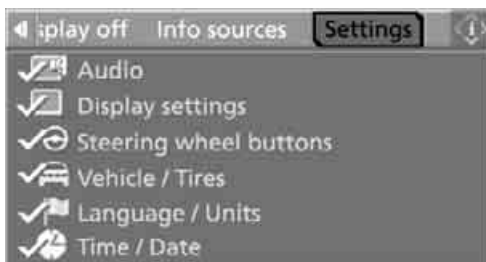 splay off Info sources Settings i
Audio
Display settings
Steering wheel buttons
Vehicle / Tires
Language / Units
Time / Date